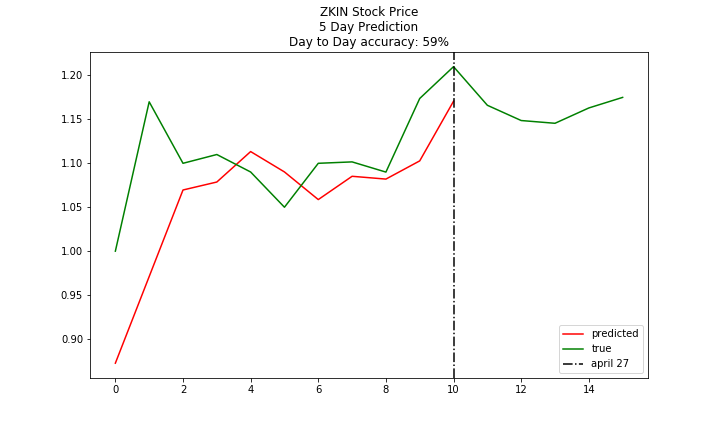 ZKIN Stock Price
5 Day Prediction
Day to Day accuracy: 59%
1.20
1.15
1.10
1.05
1.00
0.95
0.90
0 2 4 6 8 10 12 14
predicted
true
april 27